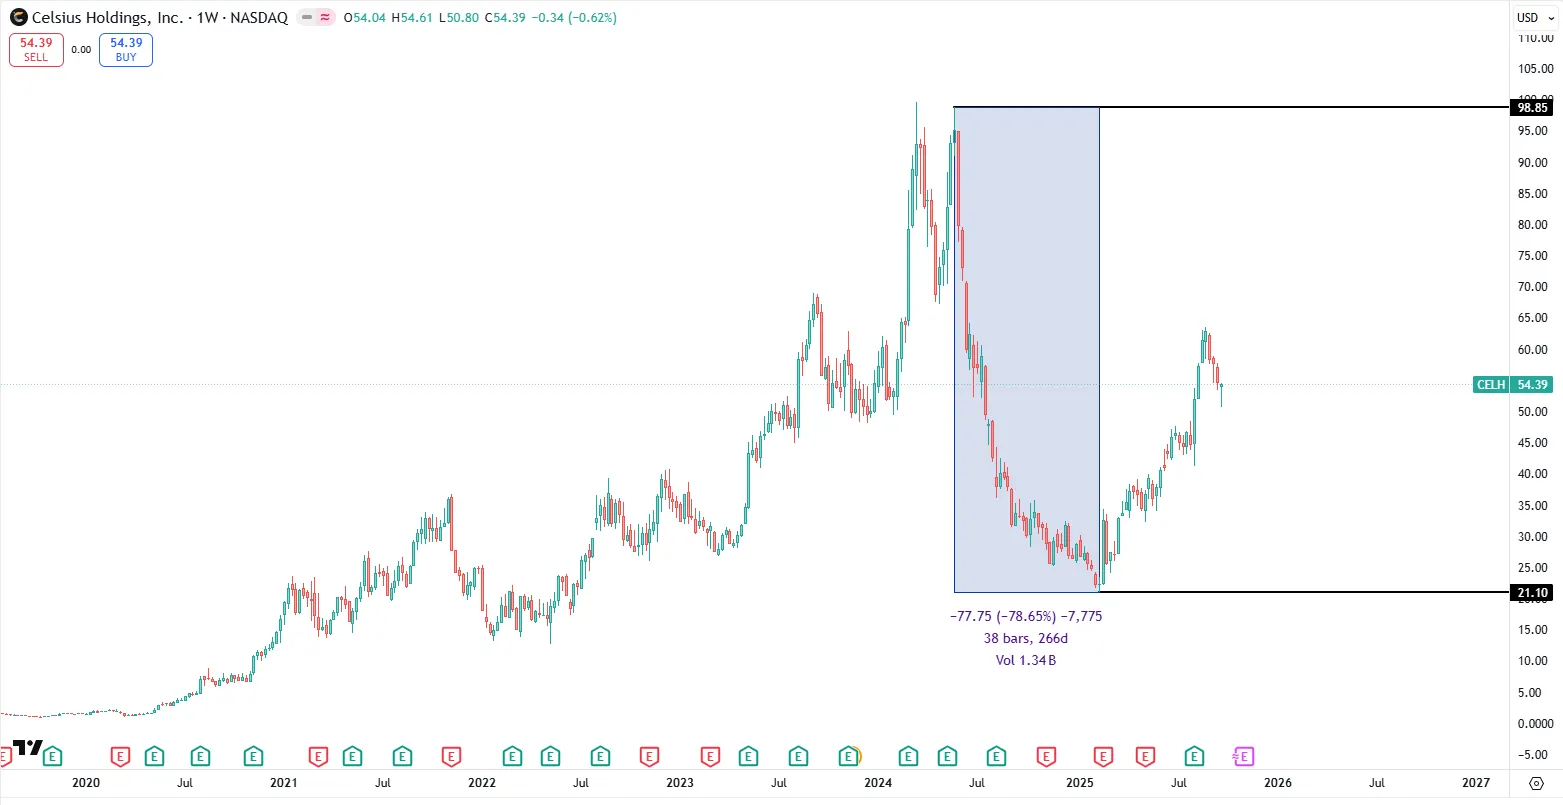 Celsius Holdings, Inc. · 1W · NASDAQ O54.04 H54.61 L50.80 C54.39 −0.34 (−0.62%)
USD
54.39
SELL
0.00
54.39
BUY
110.00
105.00
100.00
98.85
95.00
90.00
85.00
80.00
75.00
70.00
65.00
60.00
CELH 54.39
50.00
45.00
40.00
35.00
30.00
25.00
21.10
15.00
−77.75 (−78.65%) −7,775
38 bars, 266d
Vol 1.34B
10.00
5.00
0.0000
−5.00
E E E E E E E E E E E E E E E E E E E E E E E E E E
2020 Jul 2021 Jul 2022 Jul 2023 Jul 2024 Jul 2025 Jul 2026 Jul 2027